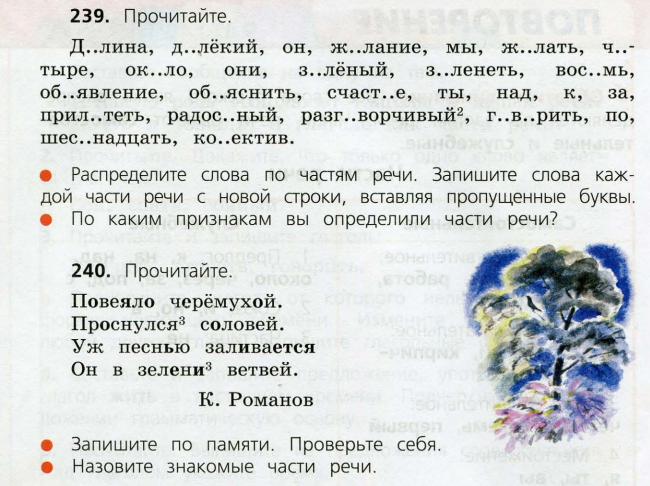 239. Прочитайте.
Д..лина, д..лёкий, он, ж..лание, мы, ж..лать, ч..-
тыре, ок..ло, они, з..лёный, з..ленеть, вос..мь,
об..явление, об..яснить, счаст..е, ты, над, к, за,
прил..теть, радос..ный, разг..ворчивый², г..в..рить, по,
шес..надцать, ко..ектив.
● Распределите слова по частям речи. Запишите слова каж-
дой части речи с новой строки, вставляя пропущенные буквы.
● По каким признакам вы определили части речи?
240. Прочитайте.
Повеяло черёмухой.
Проснулся³ соловей.
Уж песнью заливается
Он в зелени³ ветвей.
К. Романов
● Запишите по памяти. Проверьте себя.
● Назовите знакомые части речи.